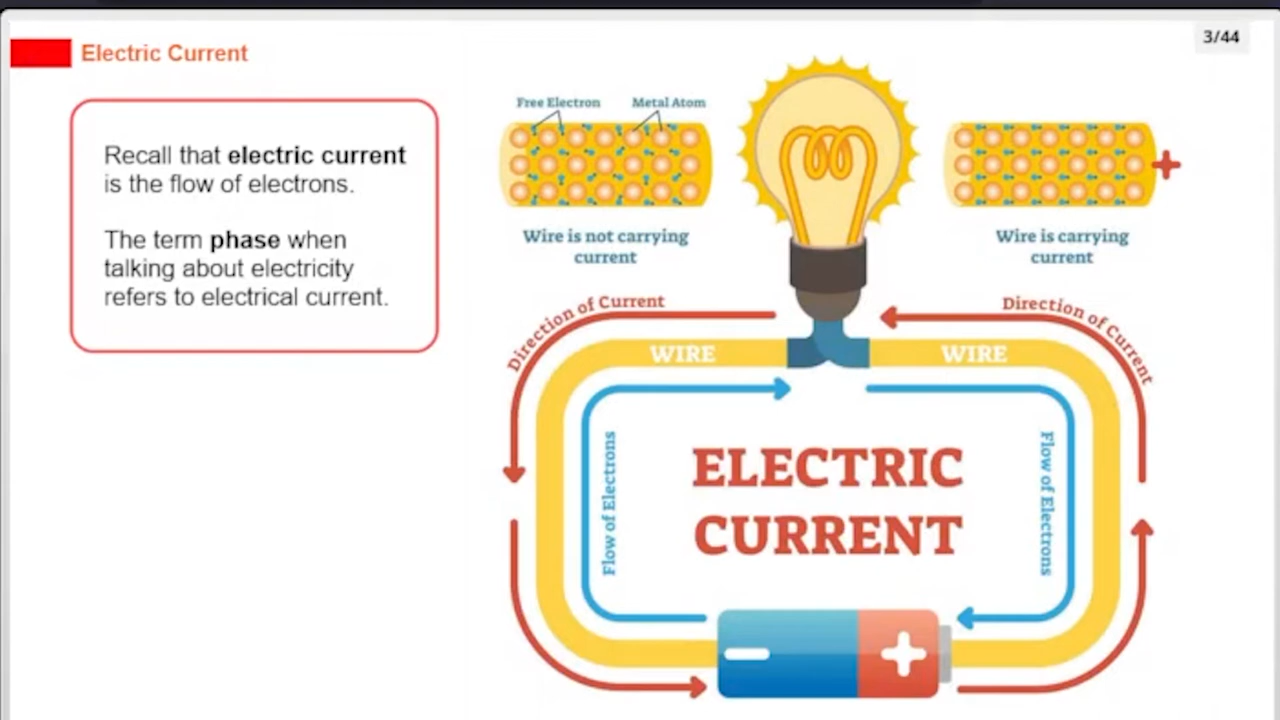 3/44
Electric Current
Recall that electric current
is the flow of electrons.
The term phase when
talking about electricity
refers to electrical current.
Free Electron
Metal Atom
Wire is not carrying
current
Wire is carrying
current
Direction of Current
Direction of Current
WIRE
WIRE
Flow of Electrons
Flow of Electrons
ELECTRIC
CURRENT